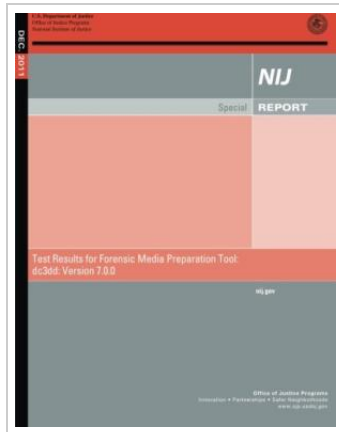 U.S. Department of Justice
Office of Justice Programs
National Institute of Justice
DEC. 2011
NIJ
Special REPORT
Test Results for Forensic Media Preparation Tool:
dc3dd: Version 7.0.0
nij.gov
Office of Justice Programs
Innovation • Partnerships • Safer Neighborhoods
www.ojp.usdoj.gov